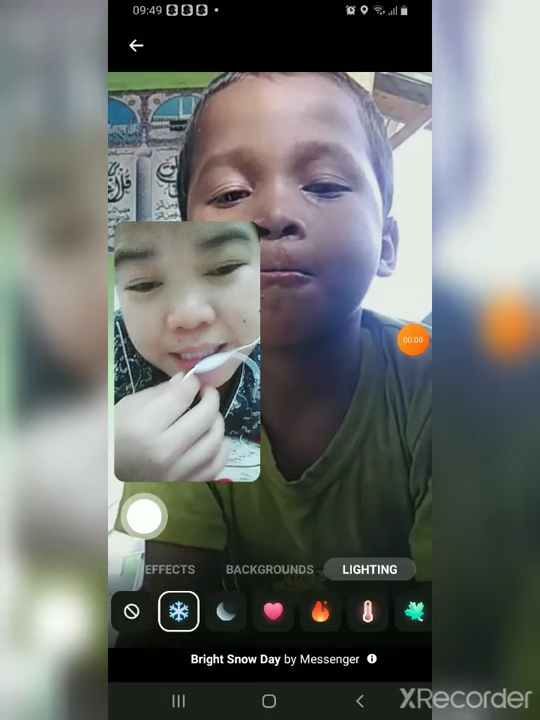 09:49
00:00
EFFECTS BACKGROUNDS LIGHTING
Bright Snow Day by Messenger
XRecorder